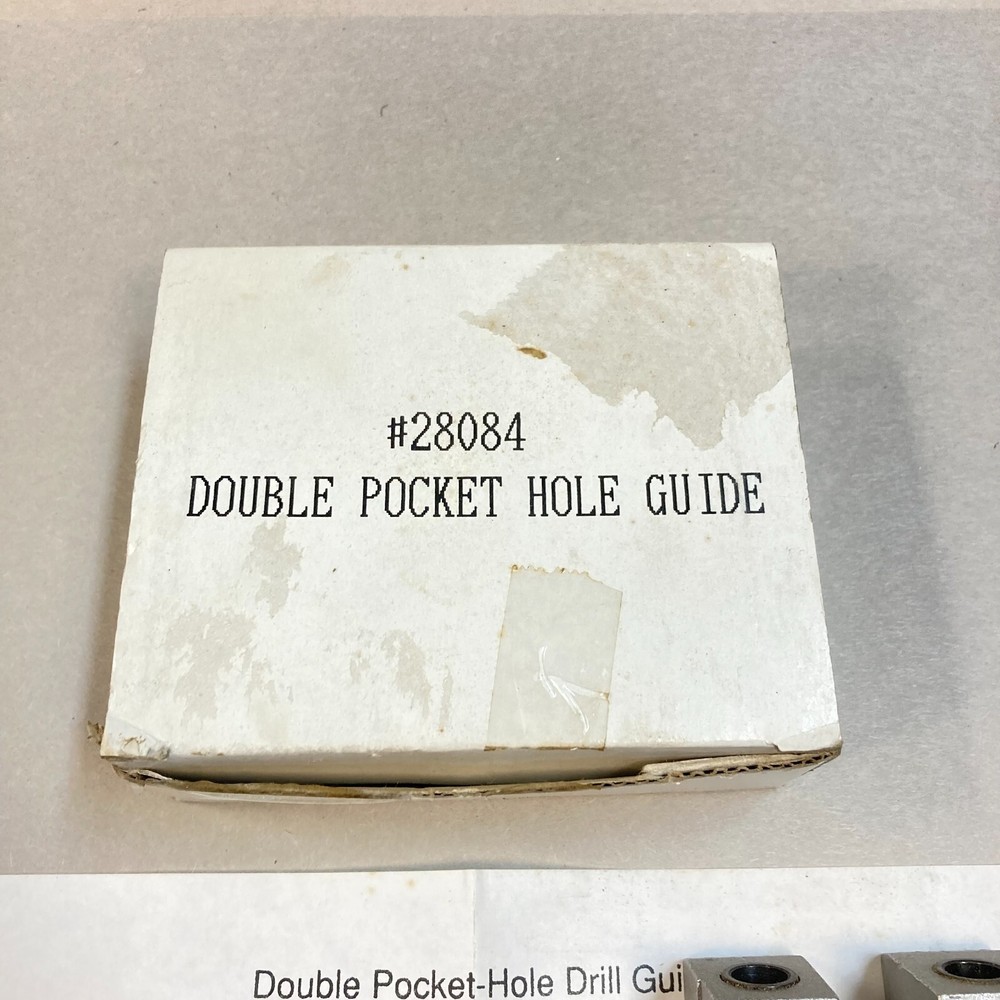 #28084
DOUBLE POCKET HOLE GUIDE
Double Pocket-Hole Drill Gui